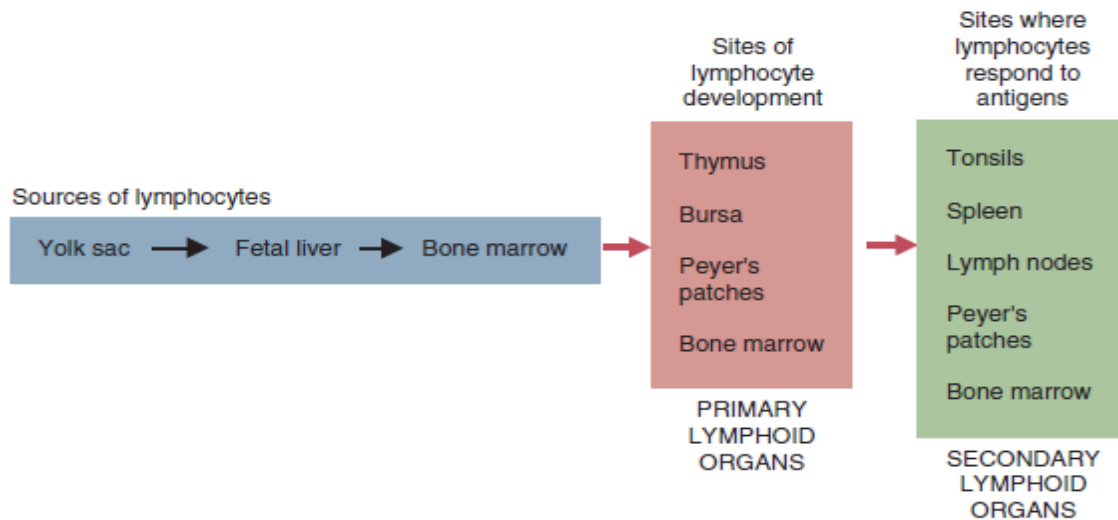 Sources of lymphocytes
Yolk sac
Fetal liver
Bone marrow
Sites of
lymphocyte
development
Thymus
Bursa
Peyer's
patches
Bone marrow
PRIMARY
LYMPHOID
ORGANS
Sites where
lymphocytes
respond to
antigens
Tonsils
Spleen
Lymph nodes
Peyer's
patches
Bone marrow
SECONDARY
LYMPHOID
ORGANS